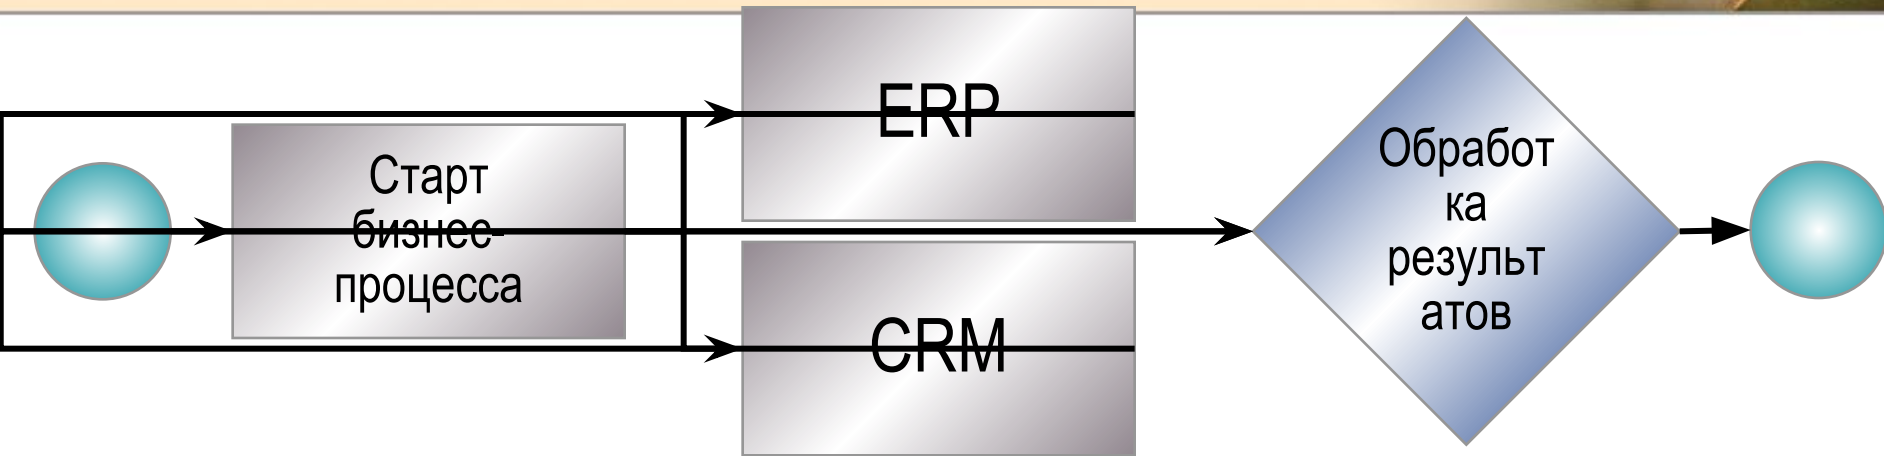 Старт
бизнес-
процесса
ERP
CRM
Обработ
ка
результ
атов